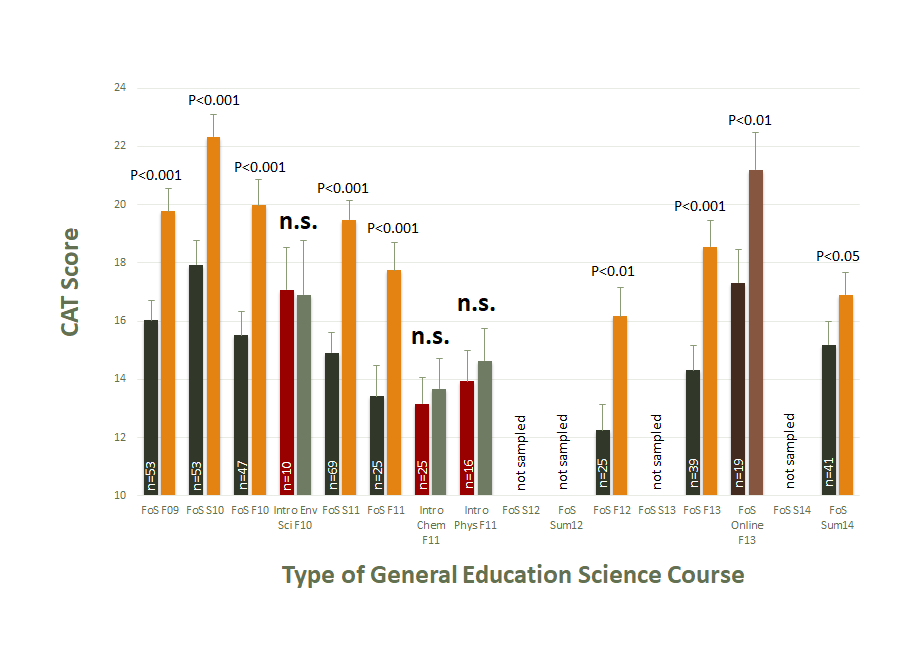 24
22
20
18
16
14
12
10
CAT Score
P<0.001
P<0.001
P<0.001
n.s.
P<0.001
P<0.001
n.s.
n.s.
P<0.01
P<0.001
P<0.01
P<0.05
n=53
n=53
n=47
n=10
n=69
n=25
n=25
n=16
not sampled
not sampled
n=25
not sampled
n=39
n=19
not sampled
n=41
FoS F09
FoS S10
FoS F10
Intro Env
Sci F10
FoS S11
FoS F11
Intro
Chem
F11
Intro
Phys F11
FoS S12
FoS
Sum12
FoS F12
FoS S13
FoS F13
FoS
Online
F13
FoS S14
FoS
Sum14
Type of General Education Science Course